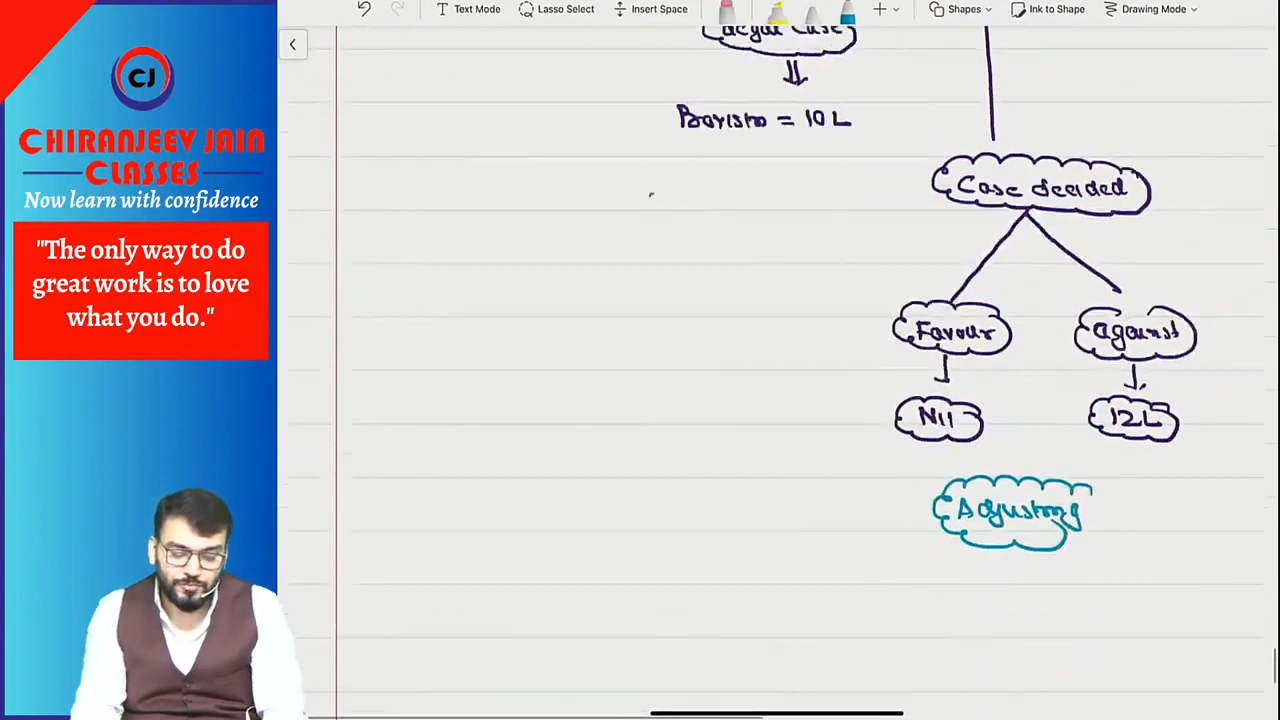 Text Mode
Lasso Select
Insert Space
Shapes
Ink to Shape
Drawing Mode
CJ
CHIRANJEEV JAIN
CLASSES
Now learn with confidence
"The only way to do
great work is to love
what you do."
Legal Case
= 10 L
Case decided
Favour
against
Nil
12L
Adjusting